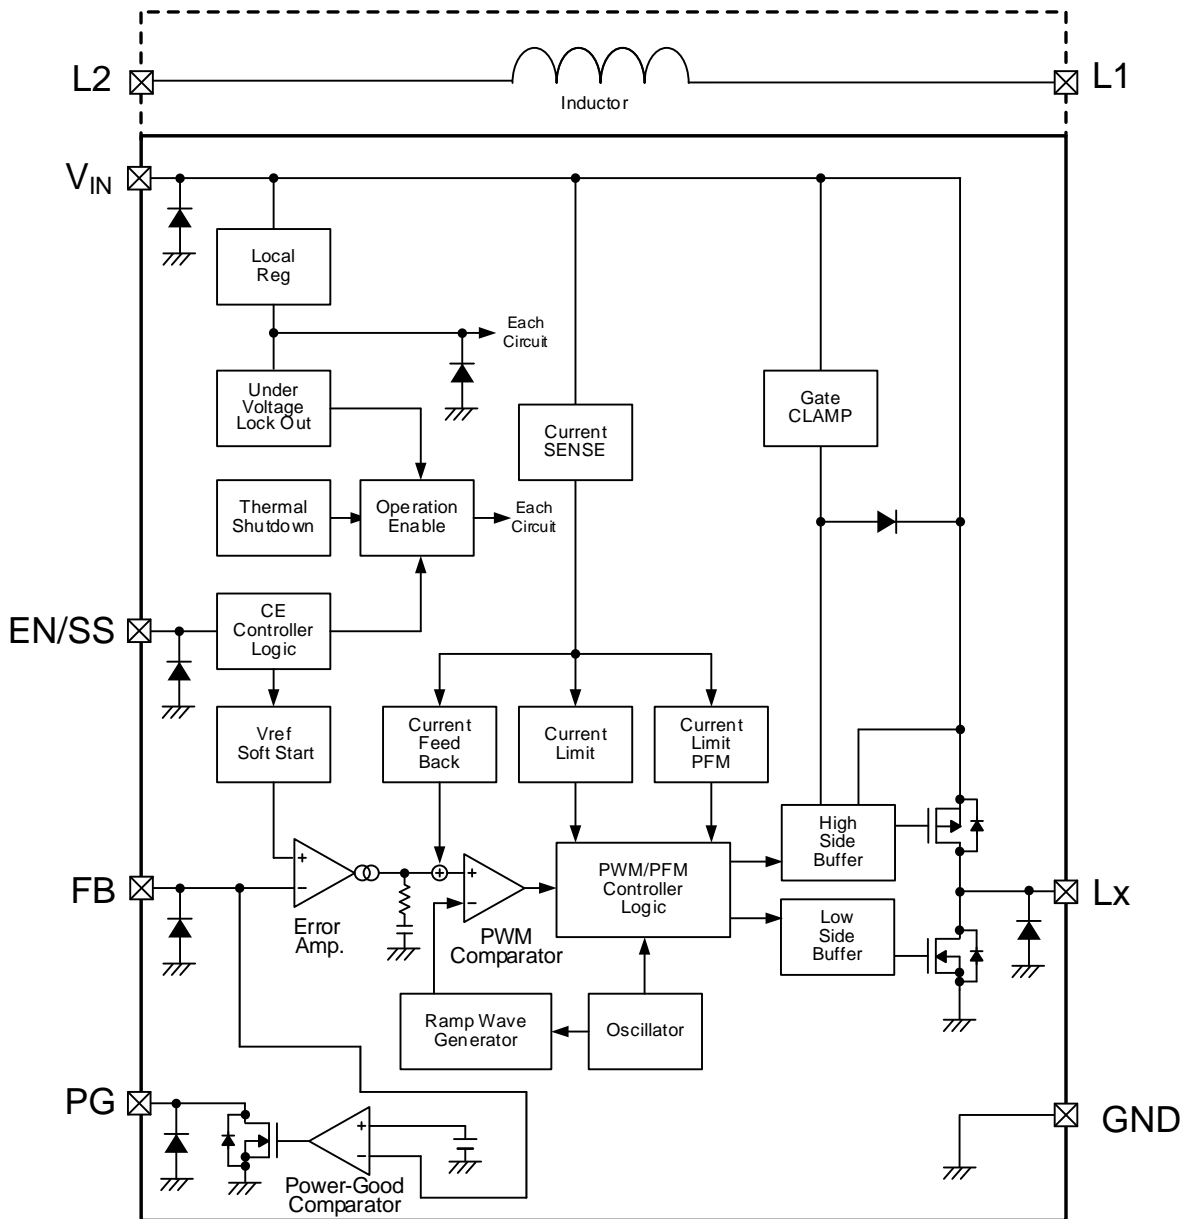 L2
L1
Inductor
VIN
Local
Reg
Each
Circuit
Under
Voltage
Lock Out
Gate
CLAMP
Current
SENSE
Thermal
Shutdown
Operation
Enable
Each
Circuit
EN/SS
CE
Controller
Logic
Vref
Soft Start
Current
Feed
Back
Current
Limit
Current
Limit
PFM
High
Side
Buffer
+
−
+
+
−
PWM/PFM
Controller
Logic
FB
Lx
Error
Amp.
PWM
Comparator
Low
Side
Buffer
Ramp Wave
Generator
Oscillator
PG
GND
+
−
Power-Good
Comparator